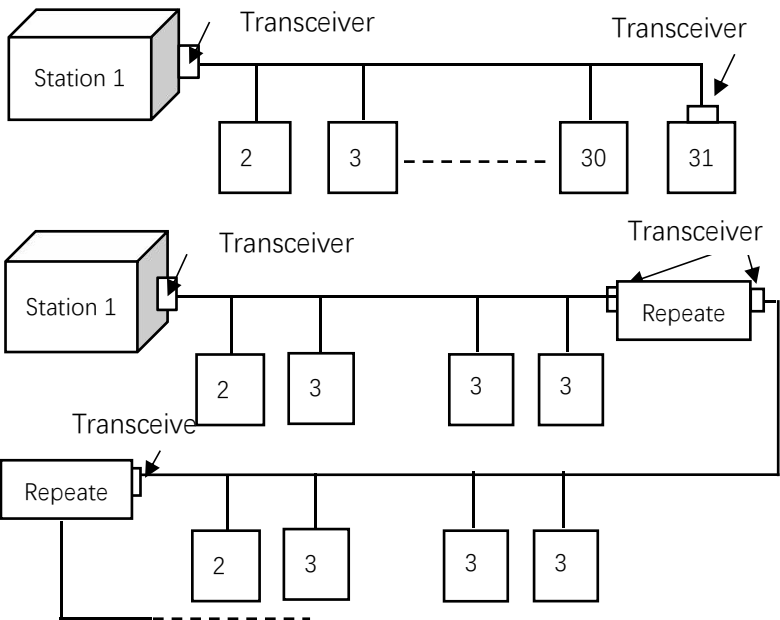 Transceiver
Transceiver
Station 1
2
3
30
31
Transceiver
Transceiver
Station 1
Repeate
2
3
3
3
Transceive
Repeate
2
3
3
3